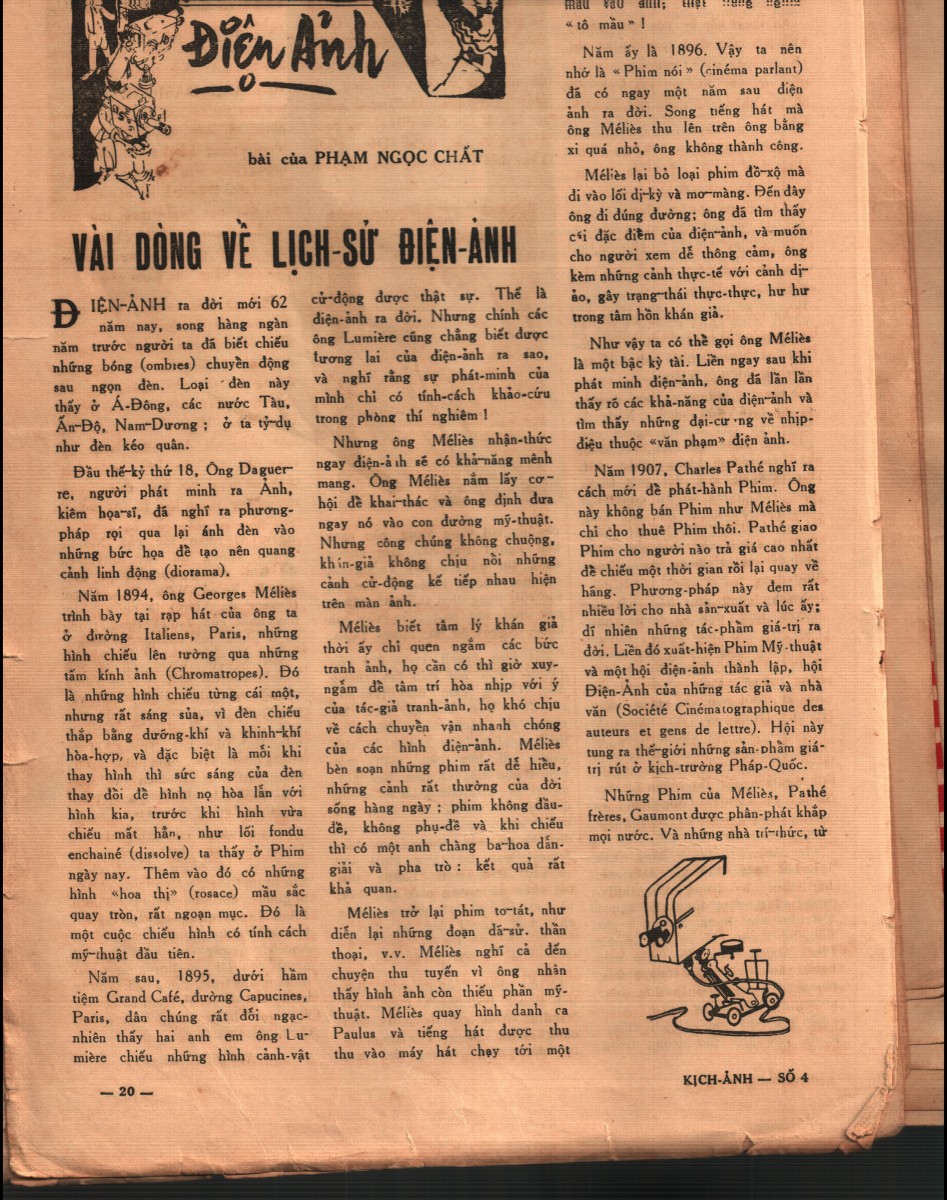 Điện Ảnh
bài của PHẠM NGỌC CHẤT
VÀI DÒNG VỀ LỊCH-SỬ ĐIỆN-ẢNH
ĐIỆN-ẢNH ra đời mới 62
năm nay, song hàng ngàn
năm trước người ta đã biết chiếu
những bóng (ombres) chuyển động
sau ngọn đèn. Loại đèn này
thấy ở Á-Đông, các nước Tàu,
Ấn-Độ, Nam-Dương ; ở ta tỷ-dụ
như đèn kéo quân.
Đầu thế-kỷ thứ 18, Ông Daguer-
re, người phát minh ra Ảnh,
kiêm họa-sĩ, đã nghĩ ra phương-
pháp rọi qua lại ánh đèn vào
những bức họa để tạo nên quang
cảnh linh động (diorama).
Năm 1894, ông Georges Méliès
trình bày tại rạp hát của ông ta
ở đường Italiens, Paris, những
hình chiếu lên tường qua những
tấm kính ảnh (Chromatropes). Đó
là những hình chiếu từng cái một,
nhưng rất sáng sủa, vì đèn chiếu
thắp bằng dưỡng-khí và khinh-khí
hòa-hợp, và đặc biệt là mỗi khi
thay hình thì sức sáng của đèn
thay đổi để hình nọ hòa lẫn với
hình kia, trước khi hình vừa
chiếu mất hẳn, như lối fondu
enchainé (dissolve) ta thấy ở Phim
ngày nay. Thêm vào đó có những
hình «hoa thị» (rosace) mầu sắc
quay tròn, rất ngoạn mục. Đó là
một cuộc chiếu hình có tính cách
mỹ-thuật đầu tiên.
Năm sau, 1895, dưới hầm
tiệm Grand Café, đường Capucines,
Paris, dân chúng rất đỗi ngạc-
nhiên thấy hai anh em ông Lu-
mière chiếu những hình cảnh-vật
cử-động được thật sự. Thế là
điện-ảnh ra đời. Nhưng chính các
ông Lumière cũng chẳng biết được
tương lai của điện-ảnh ra sao,
và nghĩ rằng sự phát-minh của
mình chỉ có tính-cách khảo-cứu
trong phòng thí nghiệm !
Nhưng ông Méliès nhận-thức
ngay điện-ảnh sẽ có khả-năng mênh
mang. Ông Méliès nắm lấy cơ-
hội để khai-thác và ông định đưa
ngay nó vào con đường mỹ-thuật.
Nhưng công chúng không chuộng,
khán-giả không chịu nổi những
cảnh cử-động kế tiếp nhau hiện
trên màn ảnh.
Méliès biết tâm lý khán giả
thời ấy chỉ quen ngắm các bức
tranh ảnh, họ cần có thì giờ xuy-
ngẫm để tâm trí hòa nhịp với ý
của tác-giả tranh-ảnh, họ khó chịu
về cách chuyển vận nhanh chóng
của các hình điện-ảnh. Méliès
bèn soạn những phim rất dễ hiểu,
những cảnh rất thường của đời
sống hàng ngày ; phim không đầu-
đề, không phụ-đề và khi chiếu
thì có một anh chàng ba-hoa dẫn-
giải và pha trò : kết quả rất
khả quan.
Méliès trở lại phim to-tát, như
diễn lại những đoạn dã-sử. thần
thoại, v.v. Méliès nghĩ cả đến
chuyện thu tuyến vì ông nhân
thấy hình ảnh còn thiếu phần mỹ-
thuật. Méliès quay hình danh ca
Paulus và tiếng hát được thu
thu vào máy hát chạy tới một
« tô mầu » !
Năm ấy là 1896. Vậy ta nên
nhớ là «Phim nói» (cinéma parlant)
đã có ngay một năm sau điện
ảnh ra đời. Song tiếng hát mà
ông Méliès thu lên trên ông bằng
xi quá nhỏ, ông không thành công.
Méliès lại bỏ loại phim đồ-xộ mà
đi vào lối dị-kỳ và mơ-màng. Đến đây
ông đi đúng đường; ông đã tìm thấy
cái đặc điểm của điện-ảnh, và muốn
cho người xem dễ thông cảm, ông
kèm những cảnh thực-tế với cảnh dị-
ảo, gây trạng-thái thực-thực, hư hư
trong tâm hồn khán giả.
Như vậy ta có thể gọi ông Méliès
là một bậc kỳ tài. Liền ngay sau khi
phát minh điện-ảnh, ông đã lần lần
thấy rõ các khả-năng của điện-ảnh và
tìm thấy những đại-cương về nhịp-
điệu thuộc «văn phạm» điện ảnh.
Năm 1907, Charles Pathé nghĩ ra
cách mới để phát-hành Phim. Ông
này không bán Phim như Méliès mà
chỉ cho thuê Phim thôi. Pathé giao
Phim cho người nào trả giá cao nhất
để chiếu một thời gian rồi lại quay về
hãng. Phương-pháp này đem rất
nhiều lời cho nhà sản-xuất và lúc ấy;
dĩ nhiên những tác-phẩm giá-trị ra
đời. Liền đó xuất-hiện Phim Mỹ-thuật
và một hội điện-ảnh thành lập, hội
Điện-Ảnh của những tác giả và nhà
văn (Société Cinématographique des
auteurs et gens de lettre). Hội này
tung ra thế-giới những sản-phẩm giá-
trị rút ở kịch-trường Pháp-Quốc.
Những Phim của Méliès, Pathé
frères, Gaumont được phân-phát khắp
mọi nước. Và những nhà trí-thức, từ
— 20 —
KỊCH-ẢNH — SỐ 4